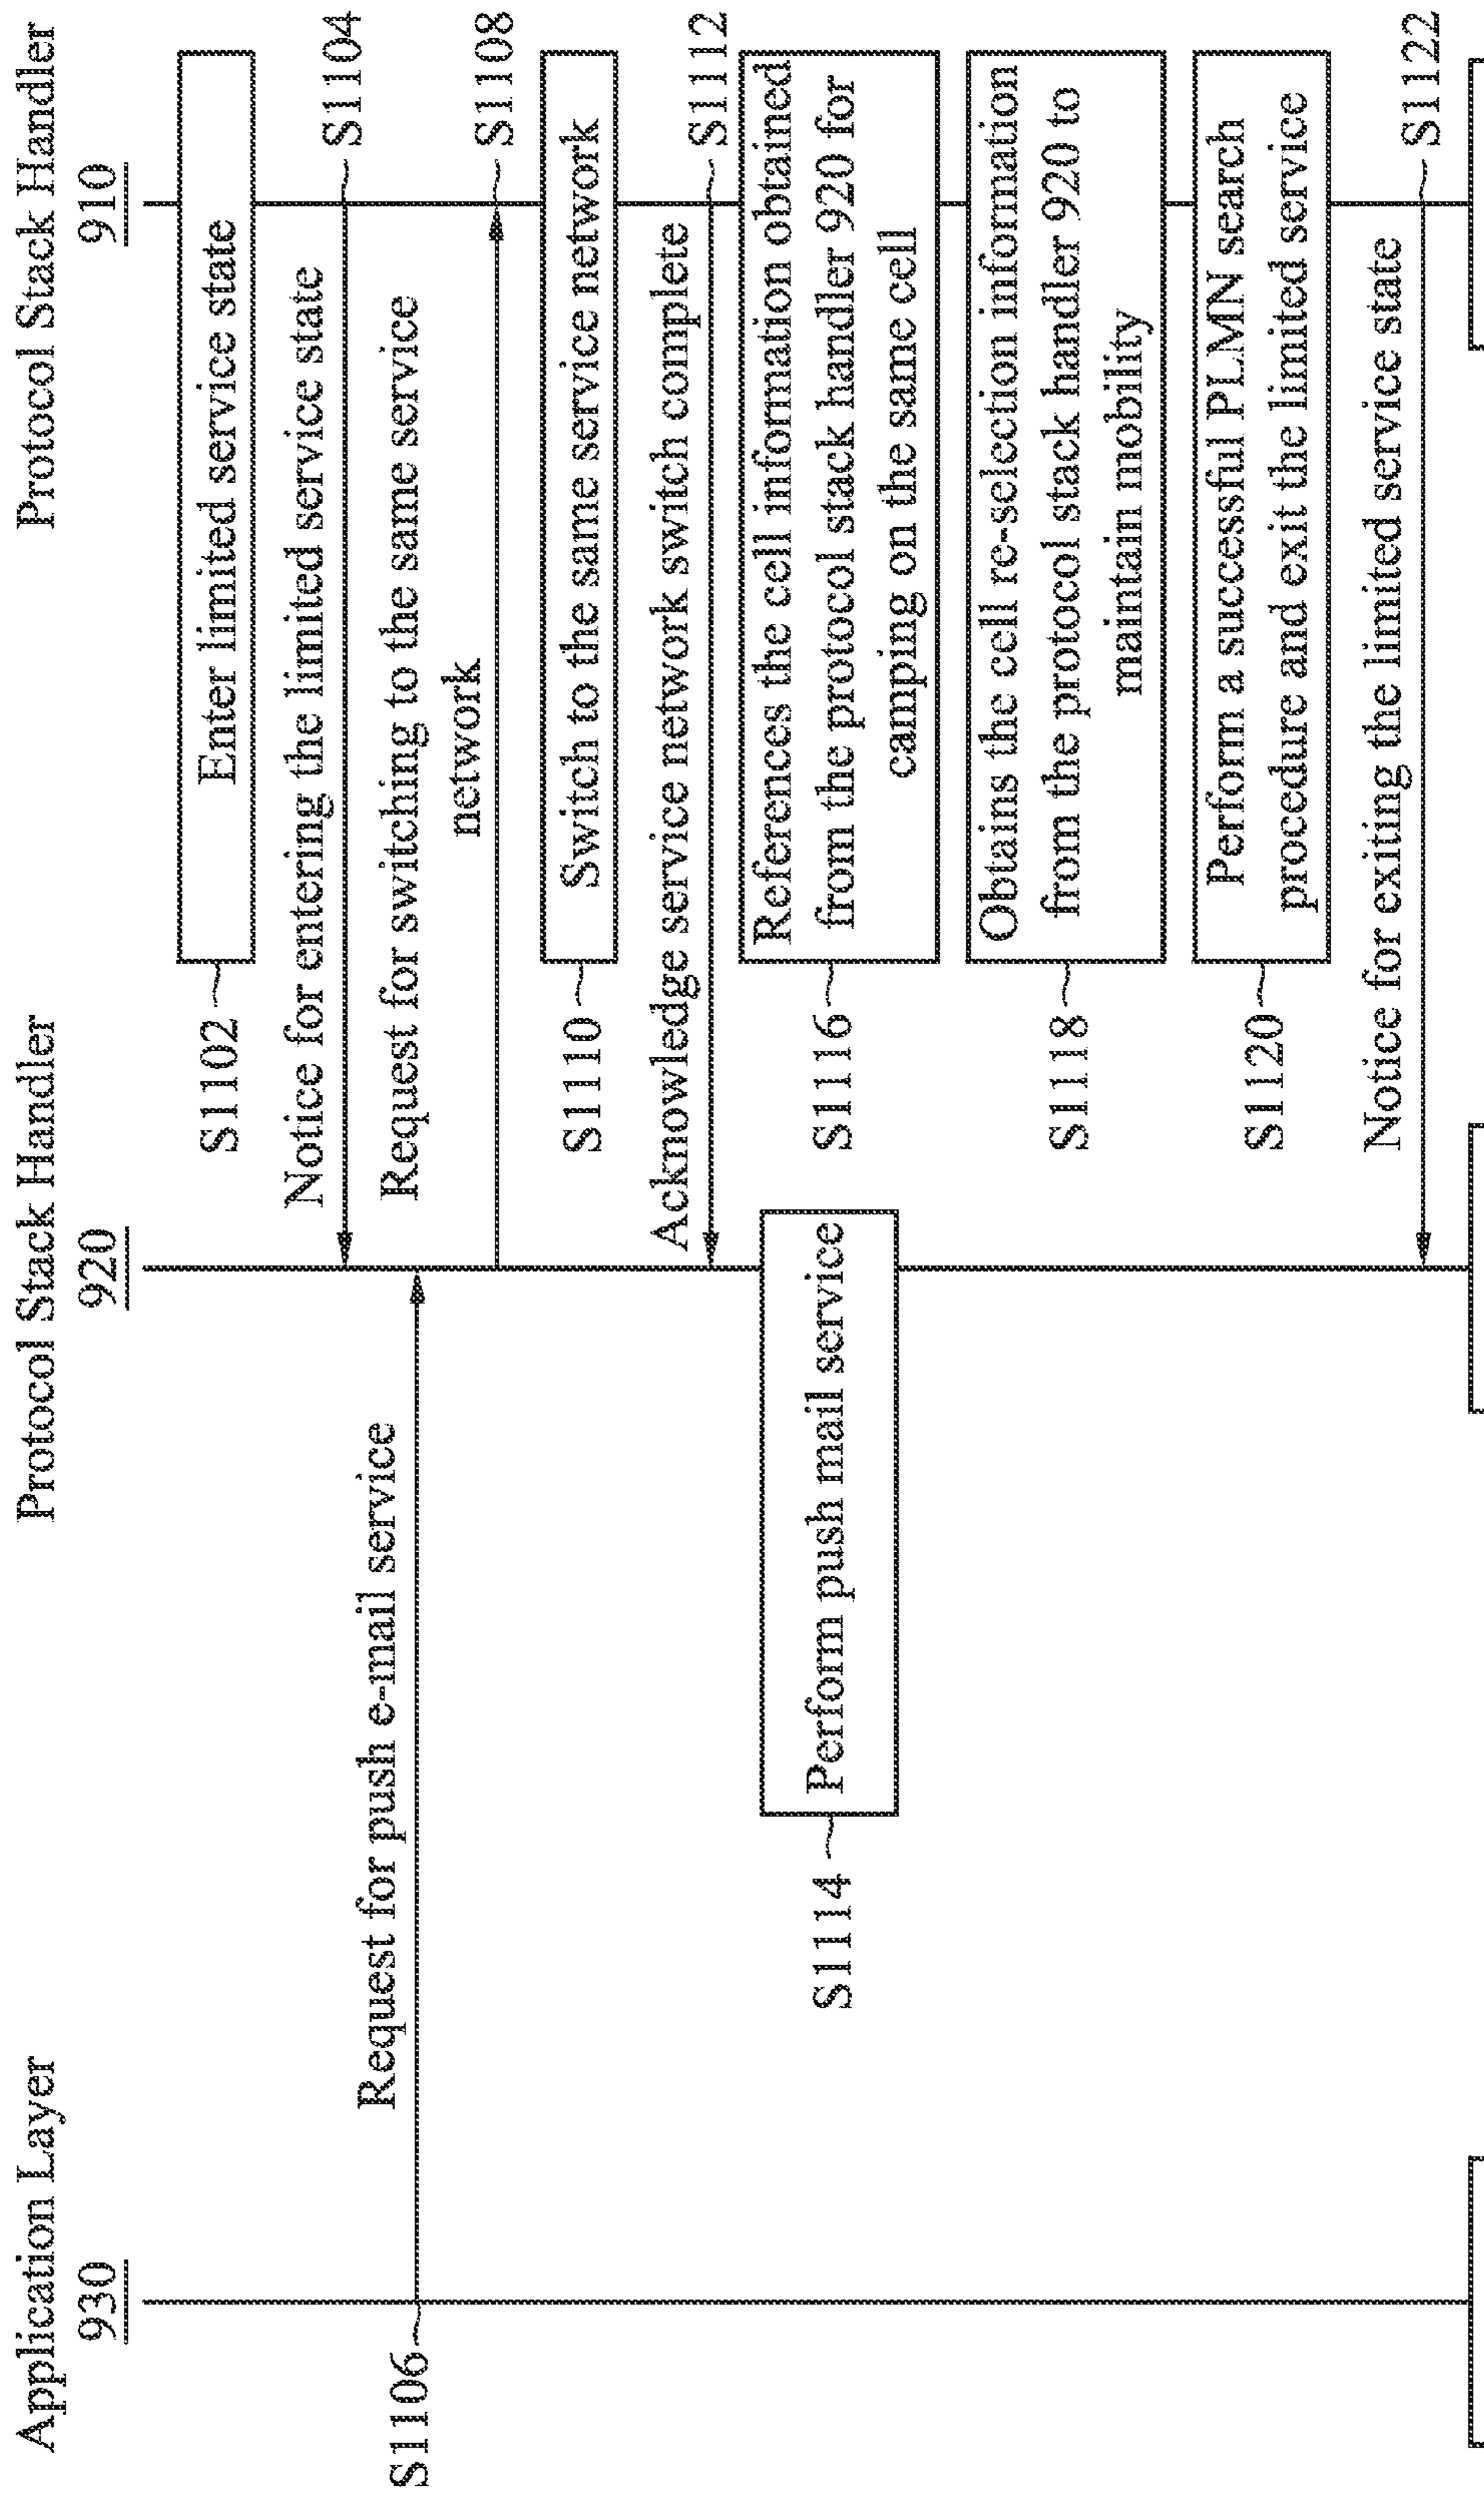 Application Layer
930
Protocol Stack Handler
920
Protocol Stack Handler
910
S1102
Enter limited service state
Notice for entering the limited service state
S1104
S1106
Request for push e-mail service
Request for switching to the same service
network
S1108
S1110
Switch to the same service network
Acknowledge service network switch complete
S1112
S1114
Perform push mail service
S1116
References the cell information obtained
from the protocol stack handler 920 for
camping on the same cell
S1118
Obtains the cell re-selection information
from the protocol stack handler 920 to
maintain mobility
S1120
Perform a successful PLMN search
procedure and exit the limited service
Notice for exiting the limited service state
S1122